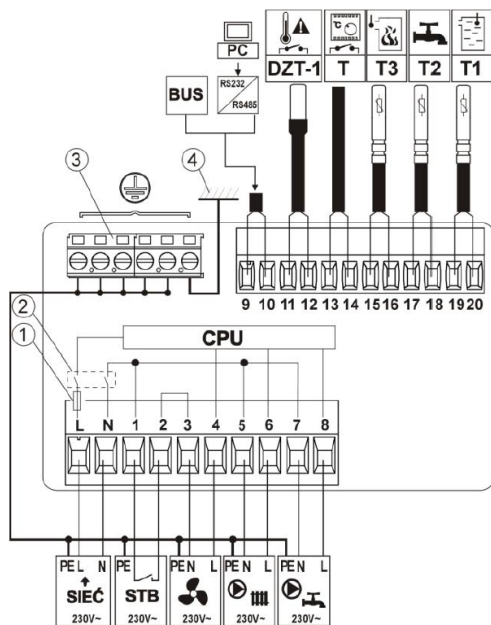 PC
°C
DZT-1 T T3 T2 T1
BUS
RS232
RS485
4
3
9 10 11 12 13 14 15 16 17 18 19 20
2
1
CPU
L N 1 2 3 4 5 6 7 8
PE L N PE PE N L PE N L PE N L
SIEĆ STB
230V~ 230V~ 230V~ 230V~ 230V~